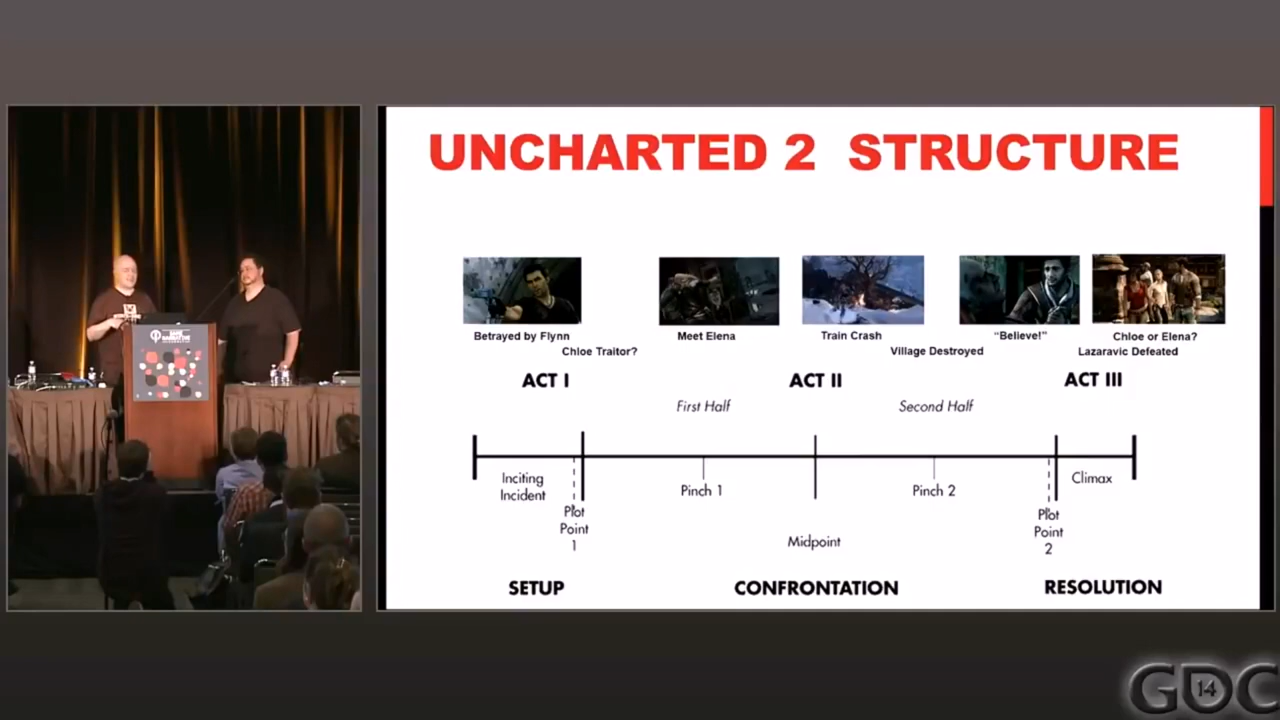 UNCHARTED 2 STRUCTURE
Betrayed by Flynn
Chloe Traitor?
Meet Elena
Train Crash
Village Destroyed
"Believe!"
Chloe or Elena?
Lazaravic Defeated
ACT I
ACT II
ACT III
First Half
Second Half
Inciting
Incident
Plot
Point
1
Pinch 1
Midpoint
Pinch 2
Plot
Point
2
Climax
SETUP
CONFRONTATION
RESOLUTION
GAME
NARRATIVE
GDC
14